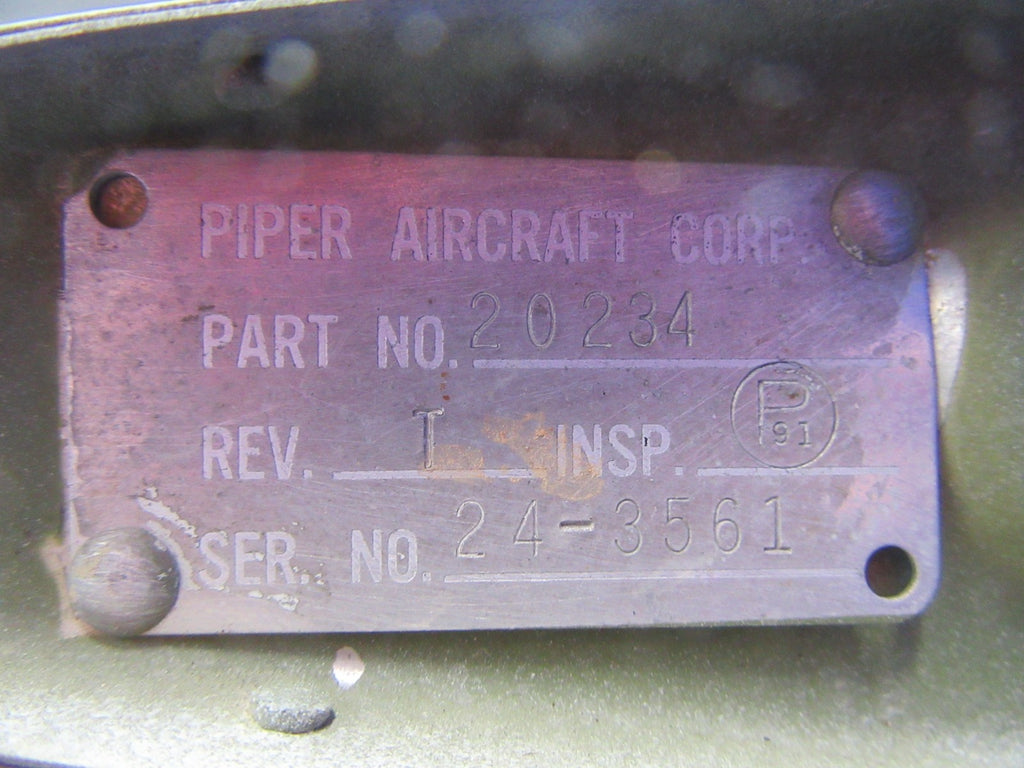 PIPER AIRCRAFT CORP.
PART NO. 20234
REV. T INSP. P 91
SER. NO. 24-3561